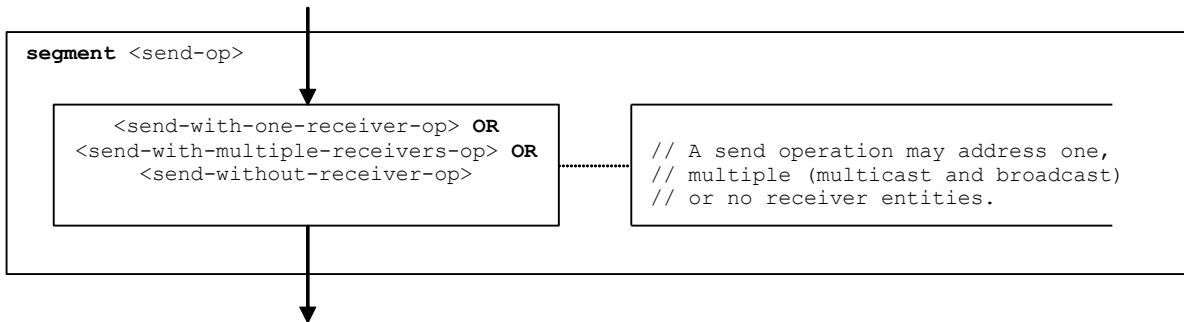 segment <send-op>
<send-with-one-receiver-op> OR
<send-with-multiple-receivers-op> OR
<send-without-receiver-op>
// A send operation may address one,
// multiple (multicast and broadcast)
// or no receiver entities.